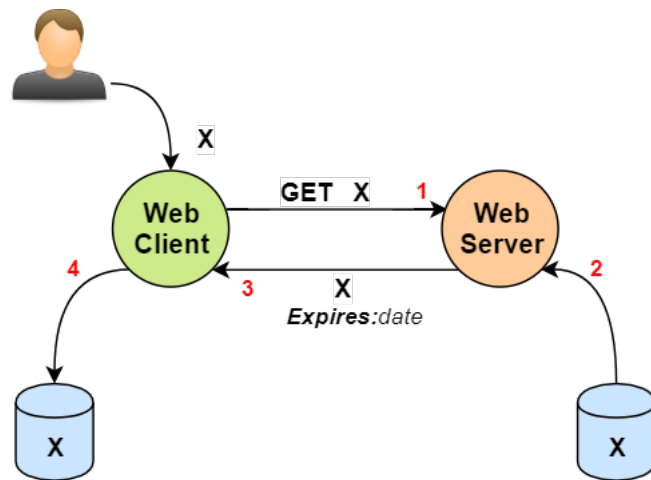 X
GET X 1
Web
Client
Web
Server
4
3
X
2
Expires:date
X
X